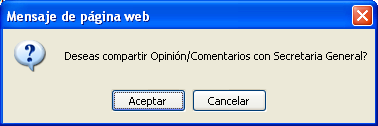 Mensaje de página web
Deseas compartir Opinión/Comentarios con Secretaria General?
Aceptar
Cancelar